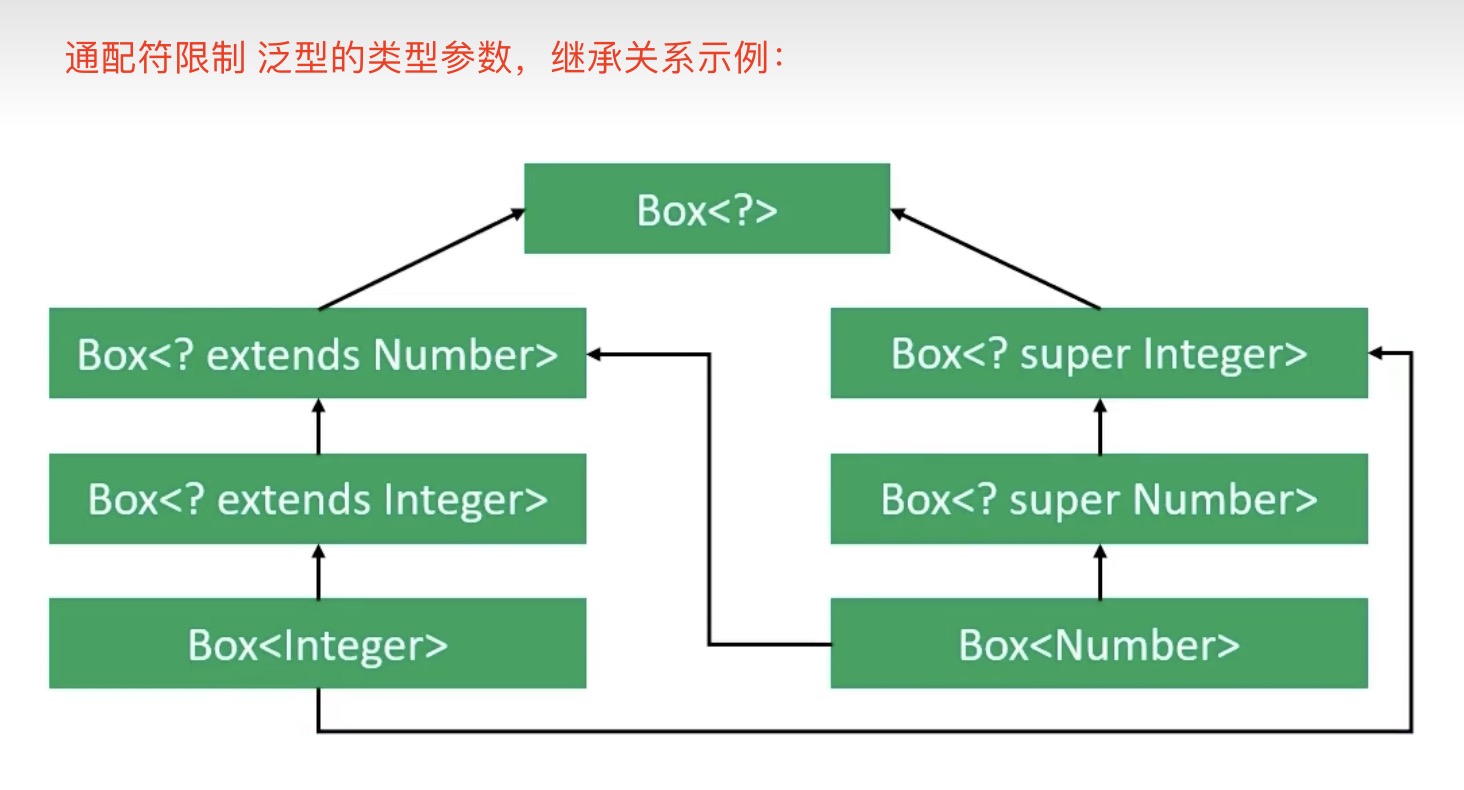 通配符限制 泛型的类型参数，继承关系示例：
Box<?>
Box<? extends Number>
Box<? super Integer>
Box<? extends Integer>
Box<? super Number>
Box<Integer>
Box<Number>